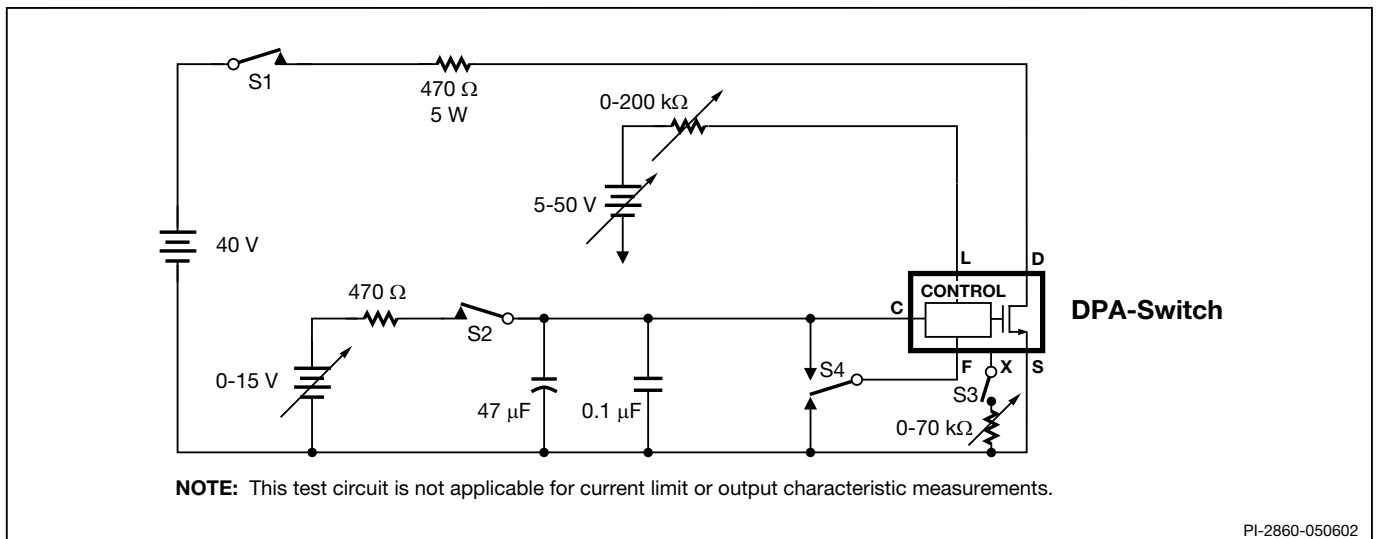 S1
470 Ω
5 W
0-200 kΩ
5-50 V
40 V
L
D
CONTROL
C
DPA-Switch
470 Ω
S2
F
X
S
S4
S3
0-15 V
47 μF
0.1 μF
0-70 kΩ
NOTE: This test circuit is not applicable for current limit or output characteristic measurements.
PI-2860-050602